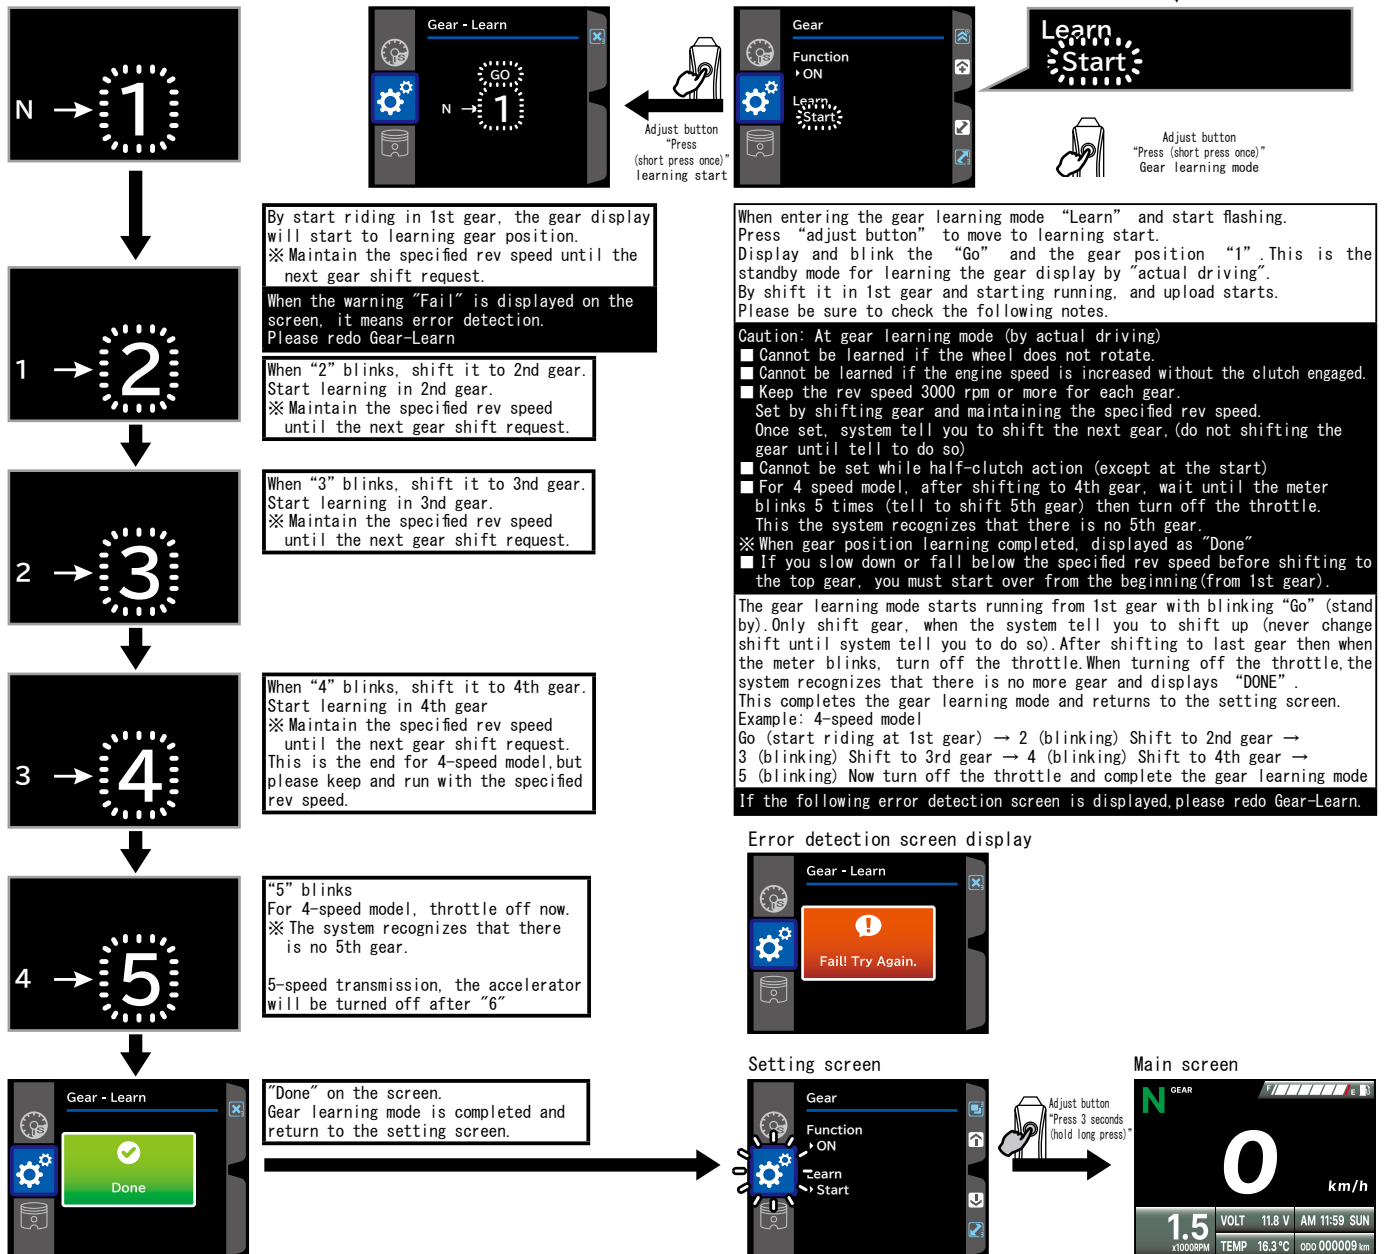 N → 1
Gear - Learn
GO
N → 1
Adjust button
“Press
(short press once)”
learning start
Gear
Function
ON
Learn
Start
Learn
Start
Adjust button
“Press (short press once)”
Gear learning mode
By start riding in 1st gear, the gear display
will start to learning gear position.
※ Maintain the specified rev speed until the
next gear shift request.
When the warning "Fail" is displayed on the
screen, it means error detection.
Please redo Gear-Learn
1 → 2
When “2” blinks, shift it to 2nd gear.
Start learning in 2nd gear.
※ Maintain the specified rev speed
until the next gear shift request.
2 → 3
When “3” blinks, shift it to 3nd gear.
Start learning in 3nd gear.
※ Maintain the specified rev speed
until the next gear shift request.
3 → 4
When “4” blinks, shift it to 4th gear.
Start learning in 4th gear
※ Maintain the specified rev speed
until the next gear shift request.
This is the end for 4-speed model,but
please keep and run with the specified
rev speed.
4 → 5
“5” blinks
For 4-speed model, throttle off now.
※ The system recognizes that there
is no 5th gear.
5-speed transmission, the accelerator
will be turned off after "6"
Gear - Learn
Done
"Done" on the screen.
Gear learning mode is completed and
return to the setting screen.
When entering the gear learning mode “Learn” and start flashing.
Press “adjust button” to move to learning start.
Display and blink the “Go” and the gear position “1”.This is the
standby mode for learning the gear display by "actual driving".
By shift it in 1st gear and starting running, and upload starts.
Please be sure to check the following notes.
Caution: At gear learning mode (by actual driving)
■ Cannot be learned if the wheel does not rotate.
■ Cannot be learned if the engine speed is increased without the clutch engaged.
■ Keep the rev speed 3000 rpm or more for each gear.
Set by shifting gear and maintaining the specified rev speed.
Once set, system tell you to shift the next gear,(do not shifting the
gear until tell to do so)
■ Cannot be set while half-clutch action (except at the start)
■ For 4 speed model, after shifting to 4th gear, wait until the meter
blinks 5 times (tell to shift 5th gear) then turn off the throttle.
This the system recognizes that there is no 5th gear.
※ When gear position learning completed, displayed as "Done"
■ If you slow down or fall below the specified rev speed before shifting to
the top gear, you must start over from the beginning(from 1st gear).
The gear learning mode starts running from 1st gear with blinking “Go” (stand
by).Only shift gear, when the system tell you to shift up (never change
shift until system tell you to do so).After shifting to last gear then when
the meter blinks, turn off the throttle.When turning off the throttle,the
system recognizes that there is no more gear and displays “DONE”.
This completes the gear learning mode and returns to the setting screen.
Example: 4-speed model
Go (start riding at 1st gear) → 2 (blinking) Shift to 2nd gear →
3 (blinking) Shift to 3rd gear → 4 (blinking) Shift to 4th gear →
5 (blinking) Now turn off the throttle and complete the gear learning mode
If the following error detection screen is displayed,please redo Gear-Learn.
Error detection screen display
Gear - Learn
Fail! Try Again.
Setting screen
Gear
Function
ON
Learn
Start
Adjust button
“Press 3 seconds
(hold long press)”
Main screen
N GEAR
F E
0
km/h
1.5
x1000RPM
VOLT 11.8 V AM 11:59 SUN
TEMP 16.3°C ODO 000009 km